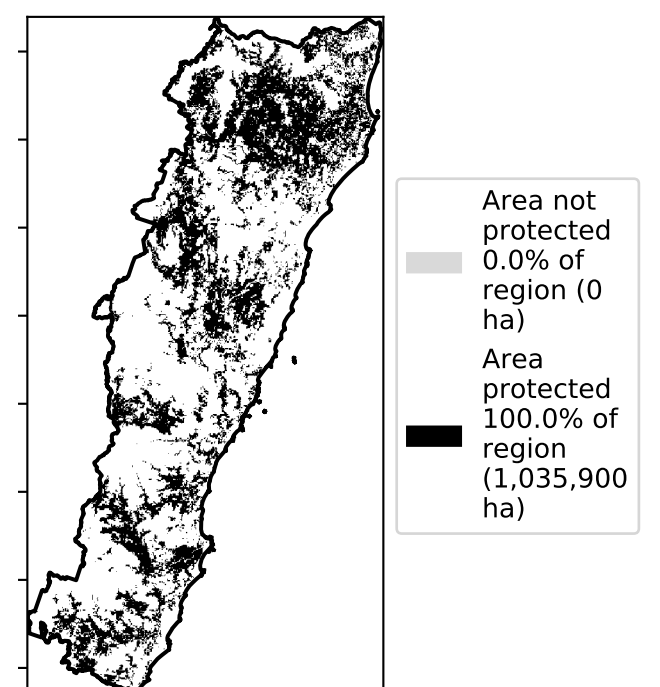 Area not
protected
0.0% of
region (0
ha)
Area
protected
100.0% of
region
(1,035,900
ha)